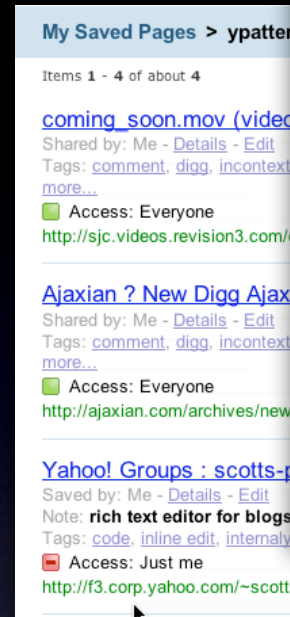 My Saved Pages > ypatter
Items 1 - 4 of about 4
coming_soon.mov (video
Shared by: Me - Details - Edit
Tags: comment, digg, incontext
more...
Access: Everyone
http://sjc.videos.revision3.com/
Ajaxian ? New Digg Ajax
Shared by: Me - Details - Edit
Tags: comment, digg, incontext
more...
Access: Everyone
http://ajaxian.com/archives/new
Yahoo! Groups : scotts-p
Saved by: Me - Details - Edit
Note: rich text editor for blogs
Tags: code, inline edit, internaly
Access: Just me
http://f3.corp.yahoo.com/~scott